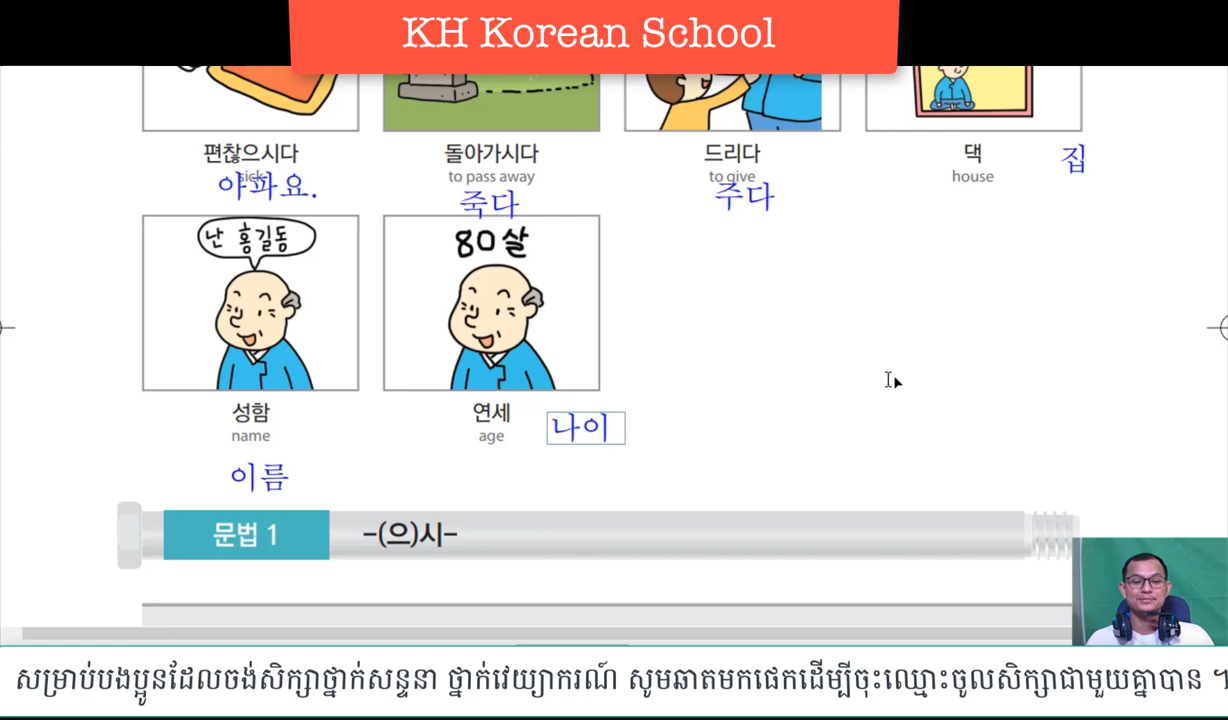 KH Korean School
편찮으시다
돌아가시다
드리다
댁
집
sick
to pass away
to give
house
아파요.
죽다
주다
난 홍길동
80살
성함
연세
나이
name
age
이름
문법 1
-(으)시-
សម្រាប់បងប្អូនដែលចង់សិក្សាថ្នាក់សន្ទនា ថ្នាក់វេយ្យាករណ៍ សូមឆាតមកផេកដើម្បីចុះឈ្មោះចូលសិក្សាជាមួយគ្នាបាន ។